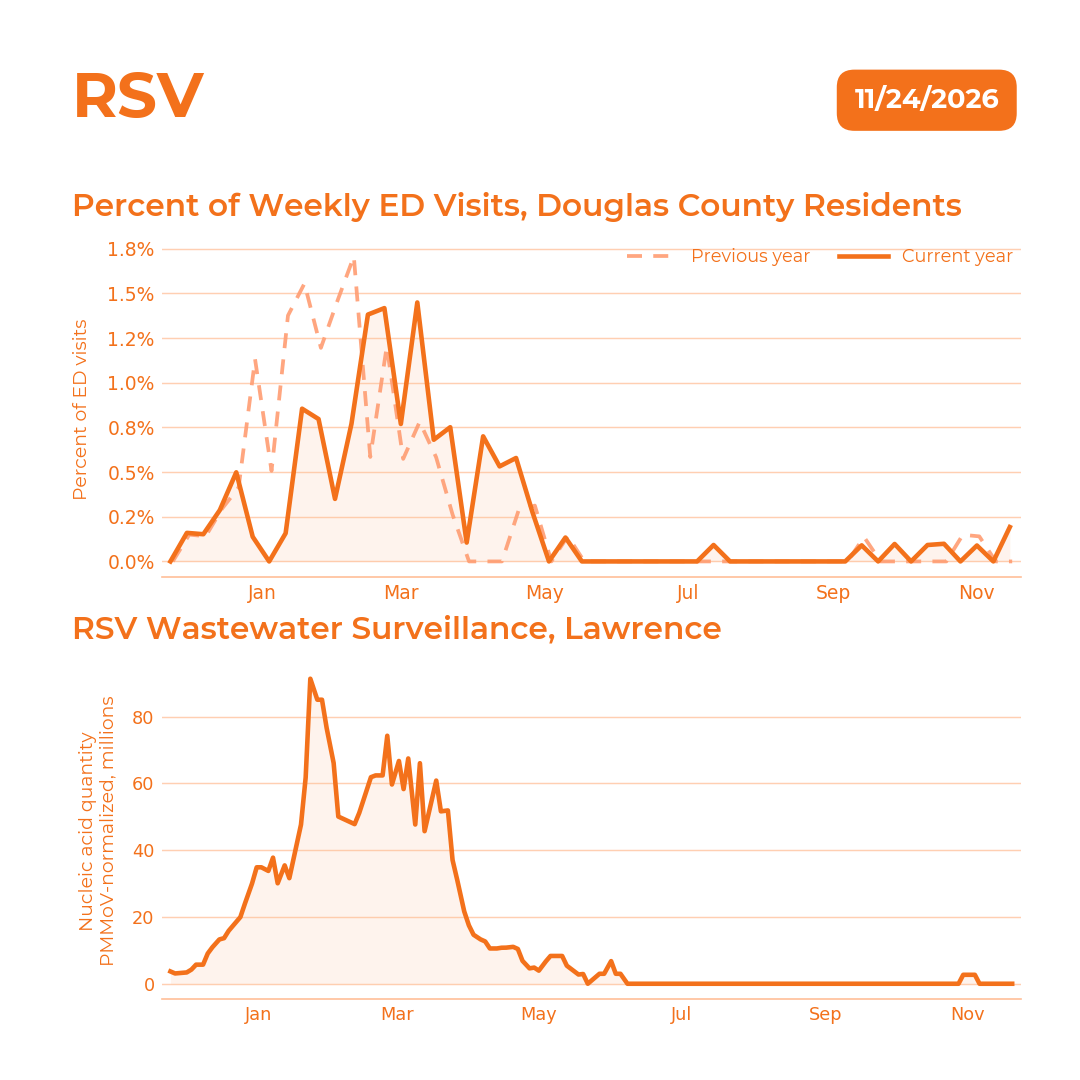 RSV
11/24/2026
Percent of Weekly ED Visits, Douglas County Residents
Previous year
Current year
Percent of ED visits
1.8%
1.5%
1.2%
1.0%
0.8%
0.5%
0.2%
0.0%
Jan Mar May Jul Sep Nov
RSV Wastewater Surveillance, Lawrence
Nucleic acid quantity
PMMoV-normalized, millions
80
60
40
20
0
Jan Mar May Jul Sep Nov